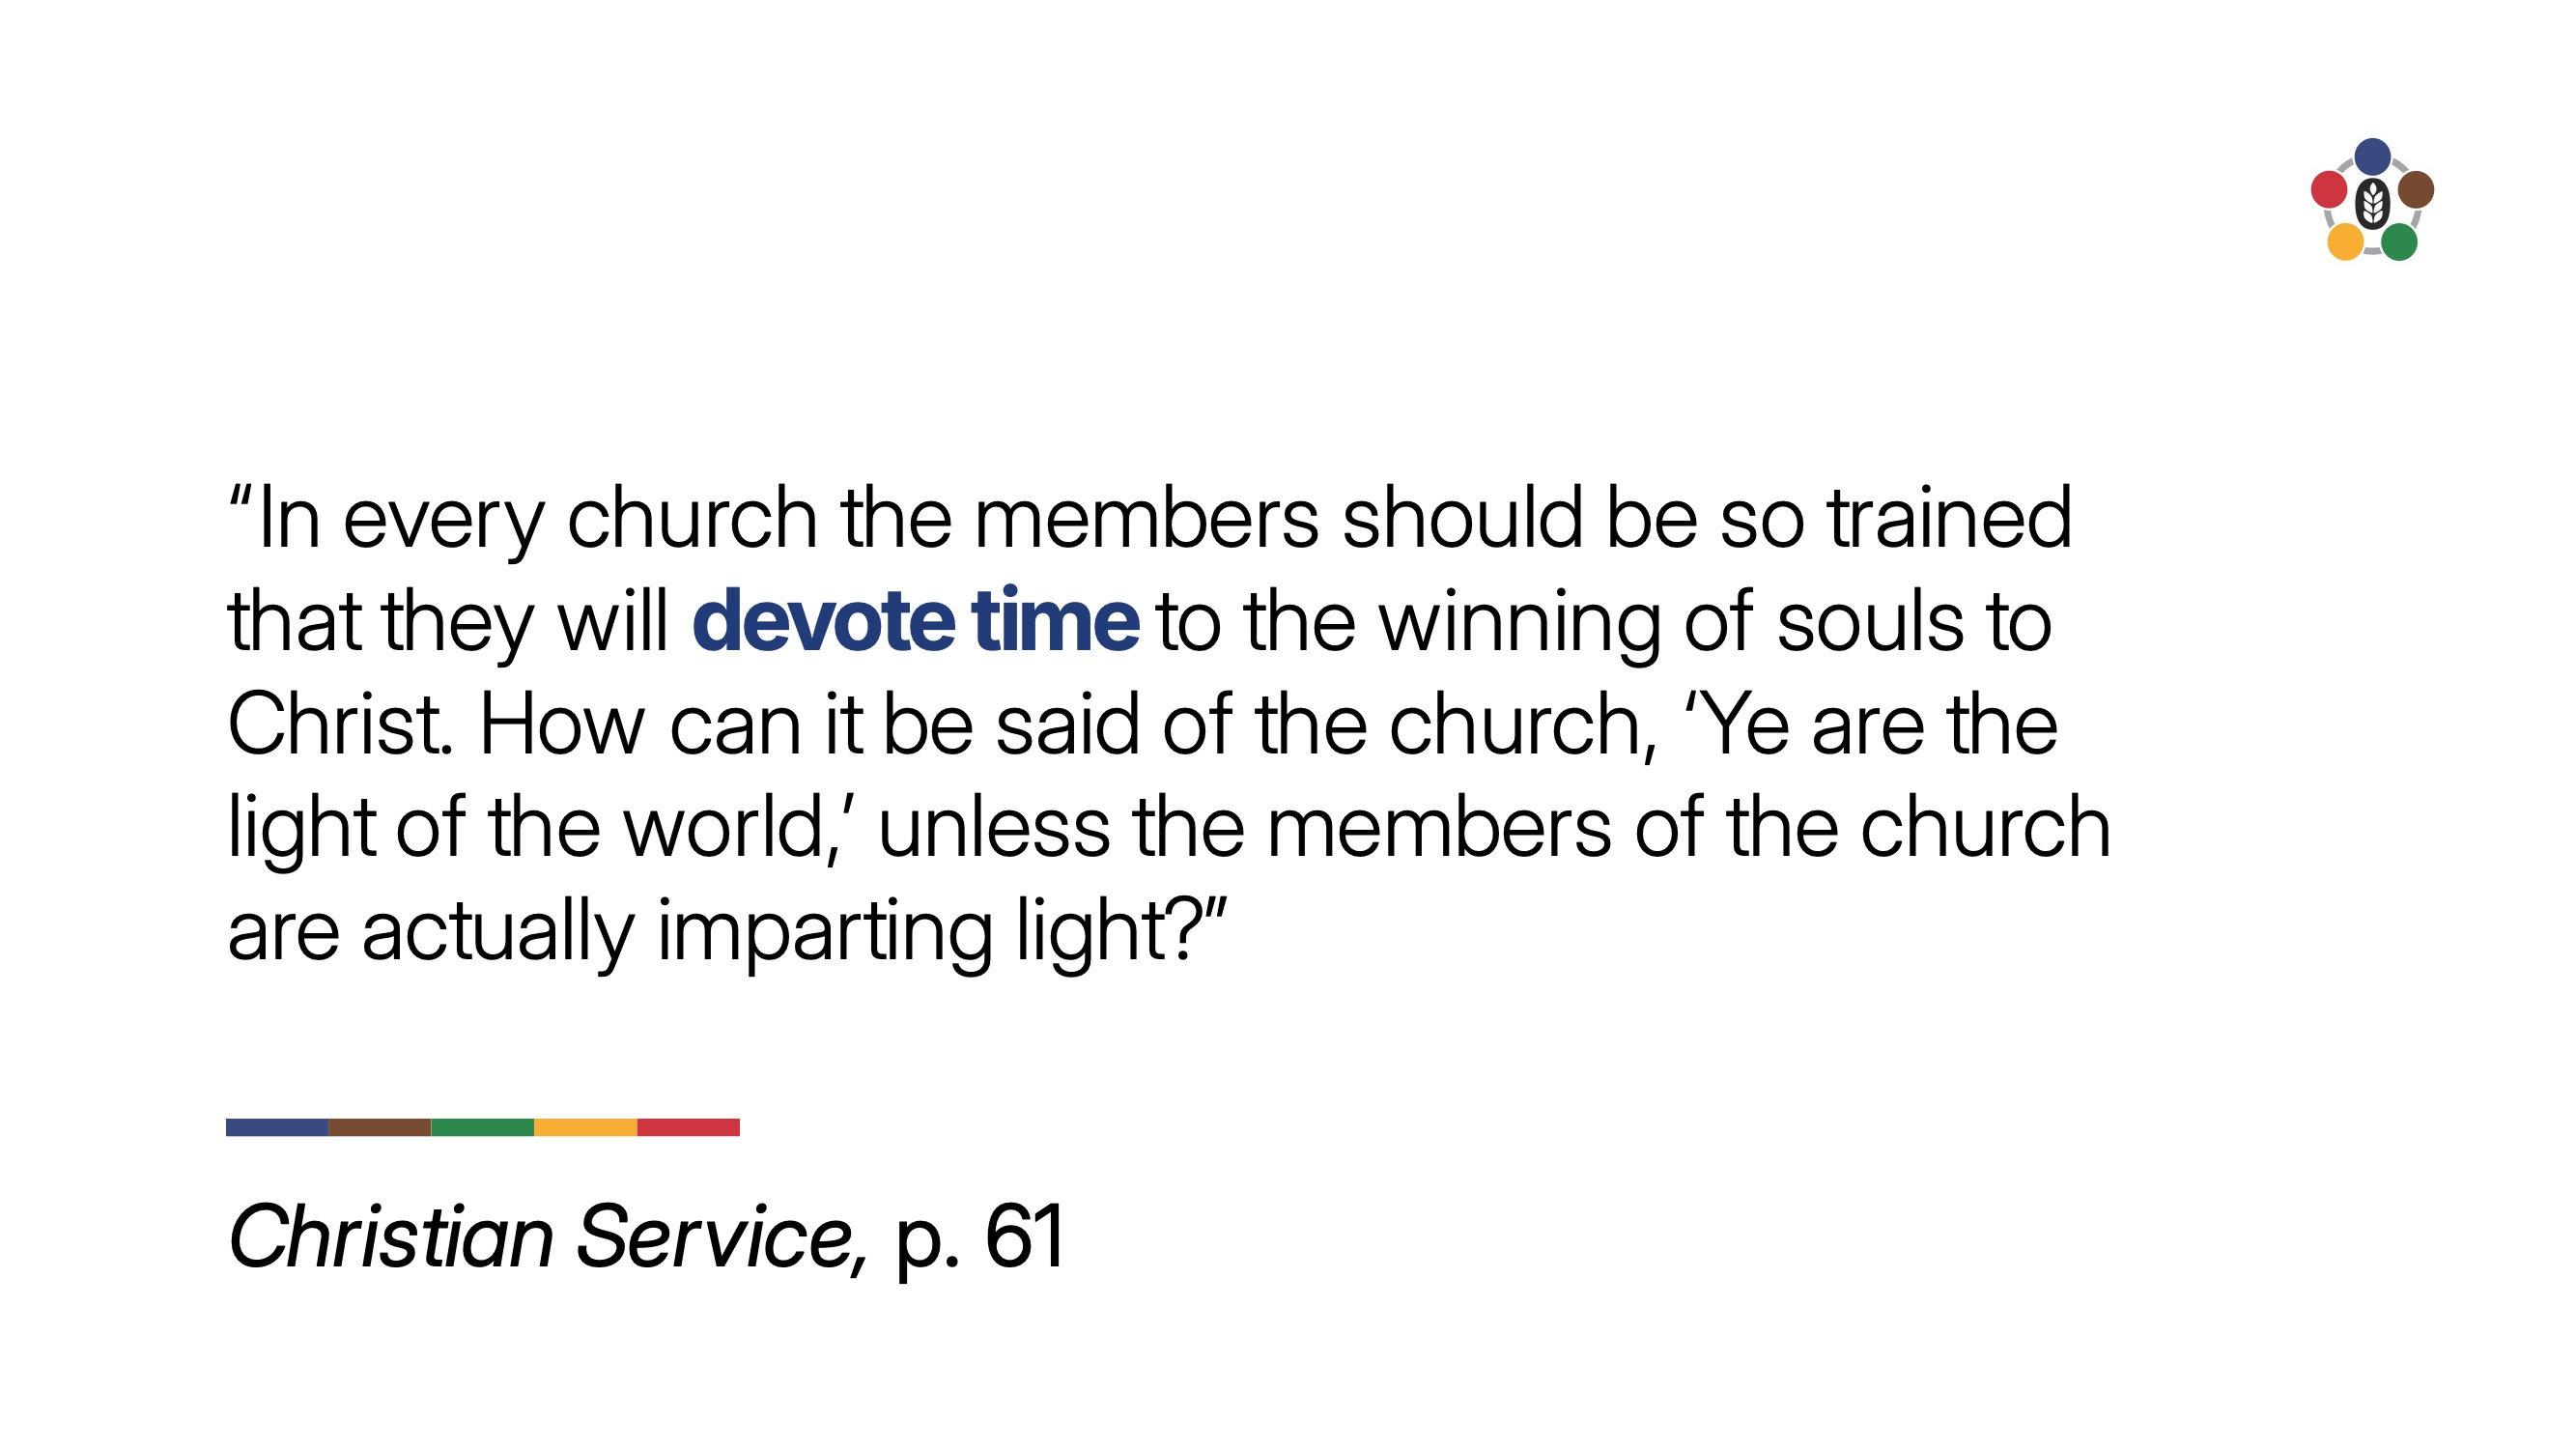 “In every church the members should be so trained
that they will devote time to the winning of souls to
Christ. How can it be said of the church, ‘Ye are the
light of the world,’ unless the members of the church
are actually imparting light?”
Christian Service, p. 61